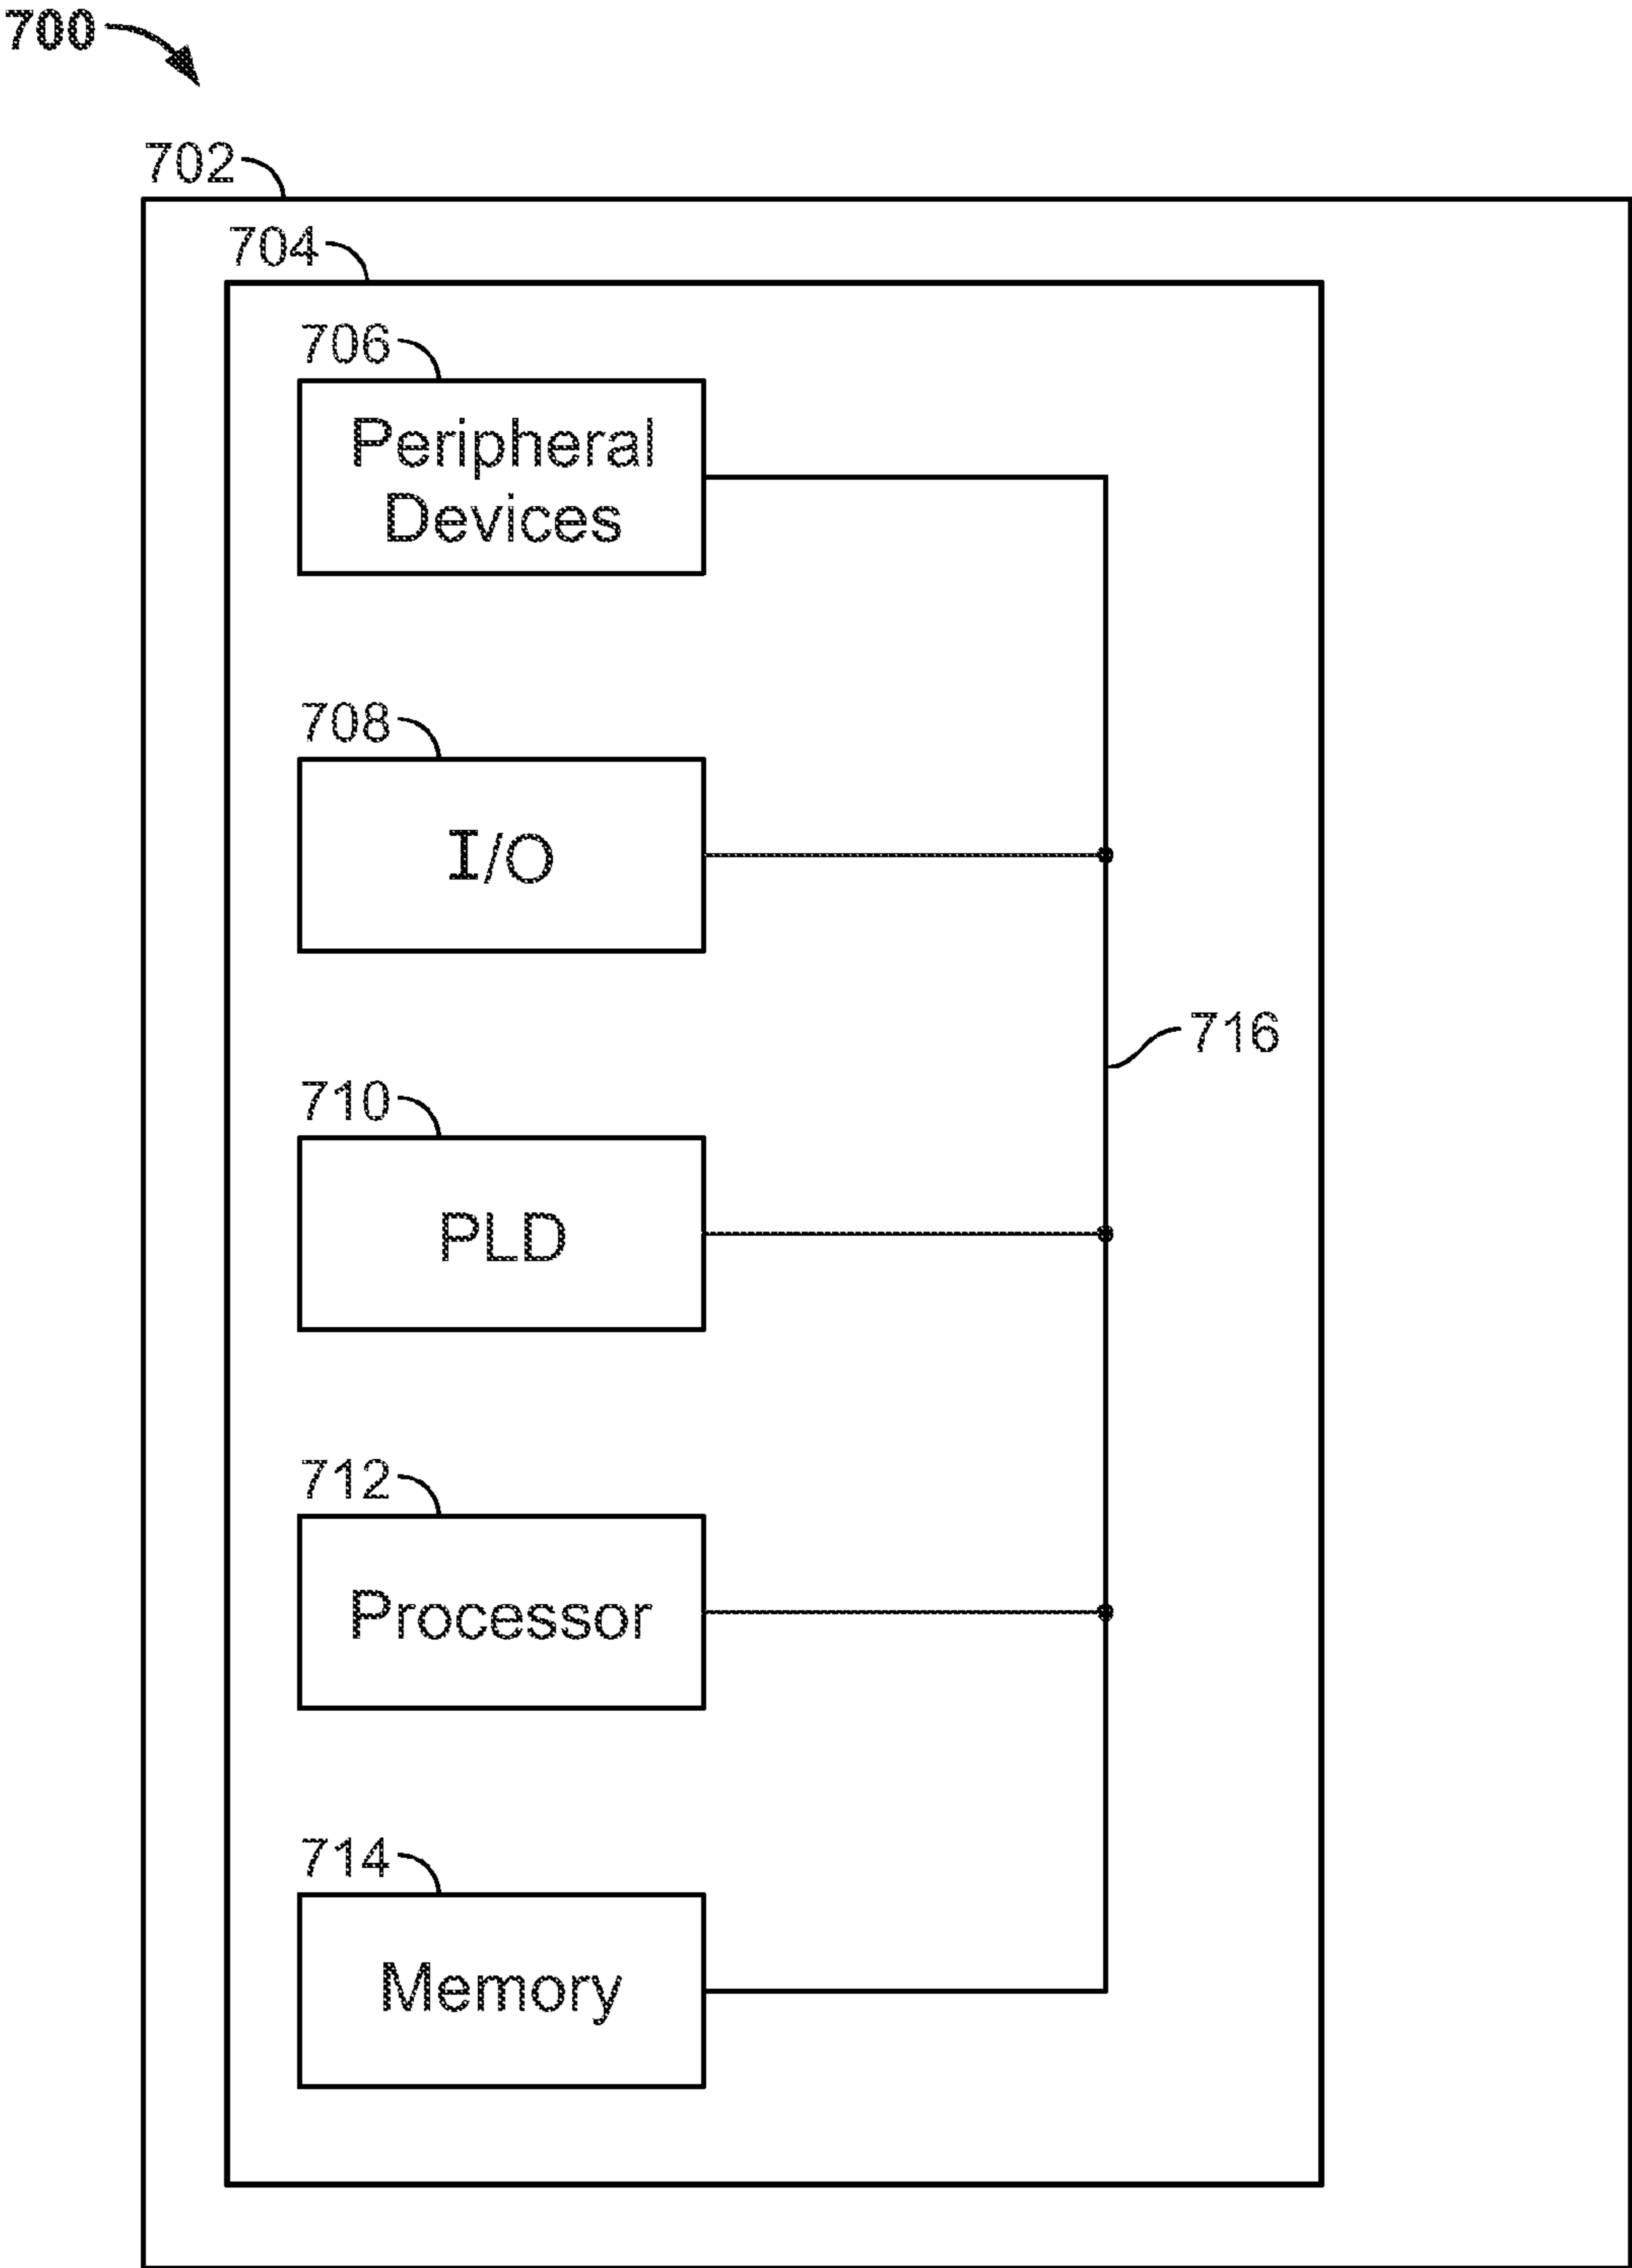 700
702
704
706
Peripheral
Devices
708
I/O
716
710
PLD
712
Processor
714
Memory